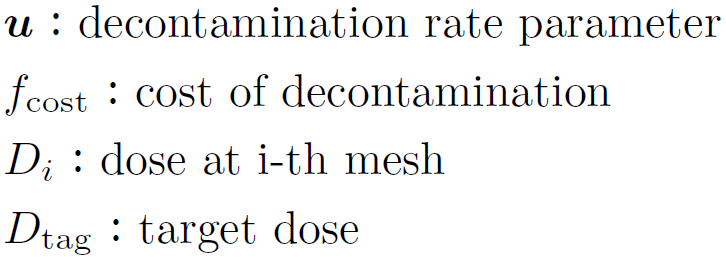 u : decontamination rate parameter
f_cost : cost of decontamination
D_i : dose at i-th mesh
D_tag : target dose